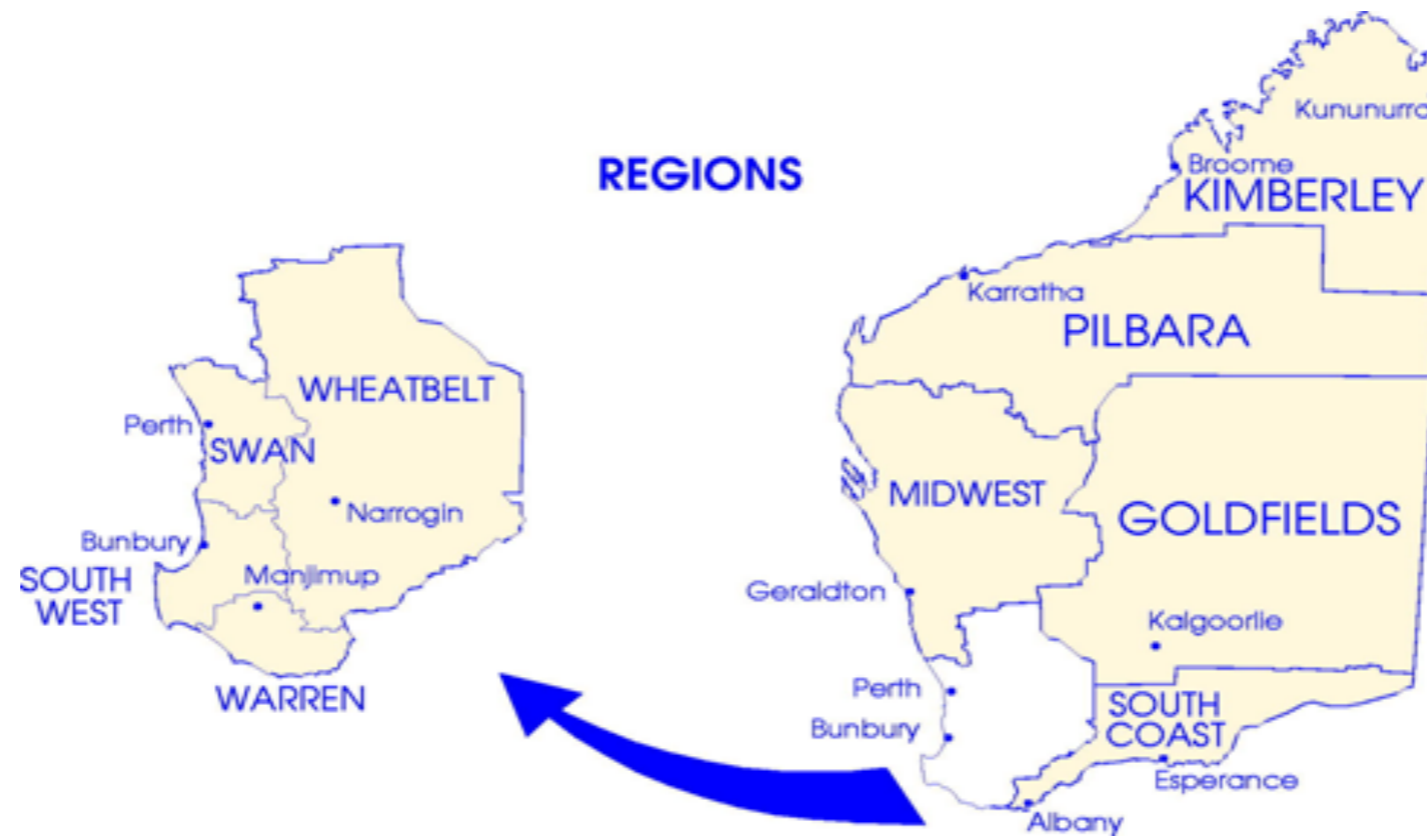 REGIONS
WHEATBELT
Perth
SWAN
Narrogin
Bunbury
Manjimup
SOUTH
WEST
WARREN
Broome
KIMBERLEY
Karratha
PILBARA
MIDWEST
GOLDFIELDS
Geraldton
Kalgoorlie
Perth
Bunbury
SOUTH
COAST
Esperance
Albany